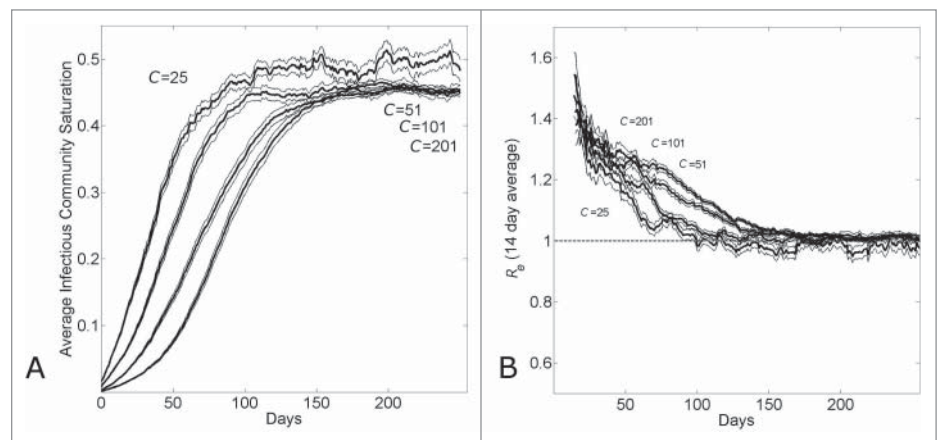 A
Average Infectious Community Saturation
0.5
0.4
0.3
0.2
0.1
C=25
C=51
C=101
C=201
0 50 100 150 200
Days
B
Re (14 day average)
1.6
1.4
1.2
1
0.8
0.6
C=201
C=101
C=51
C=25
50 100 150 200
Days